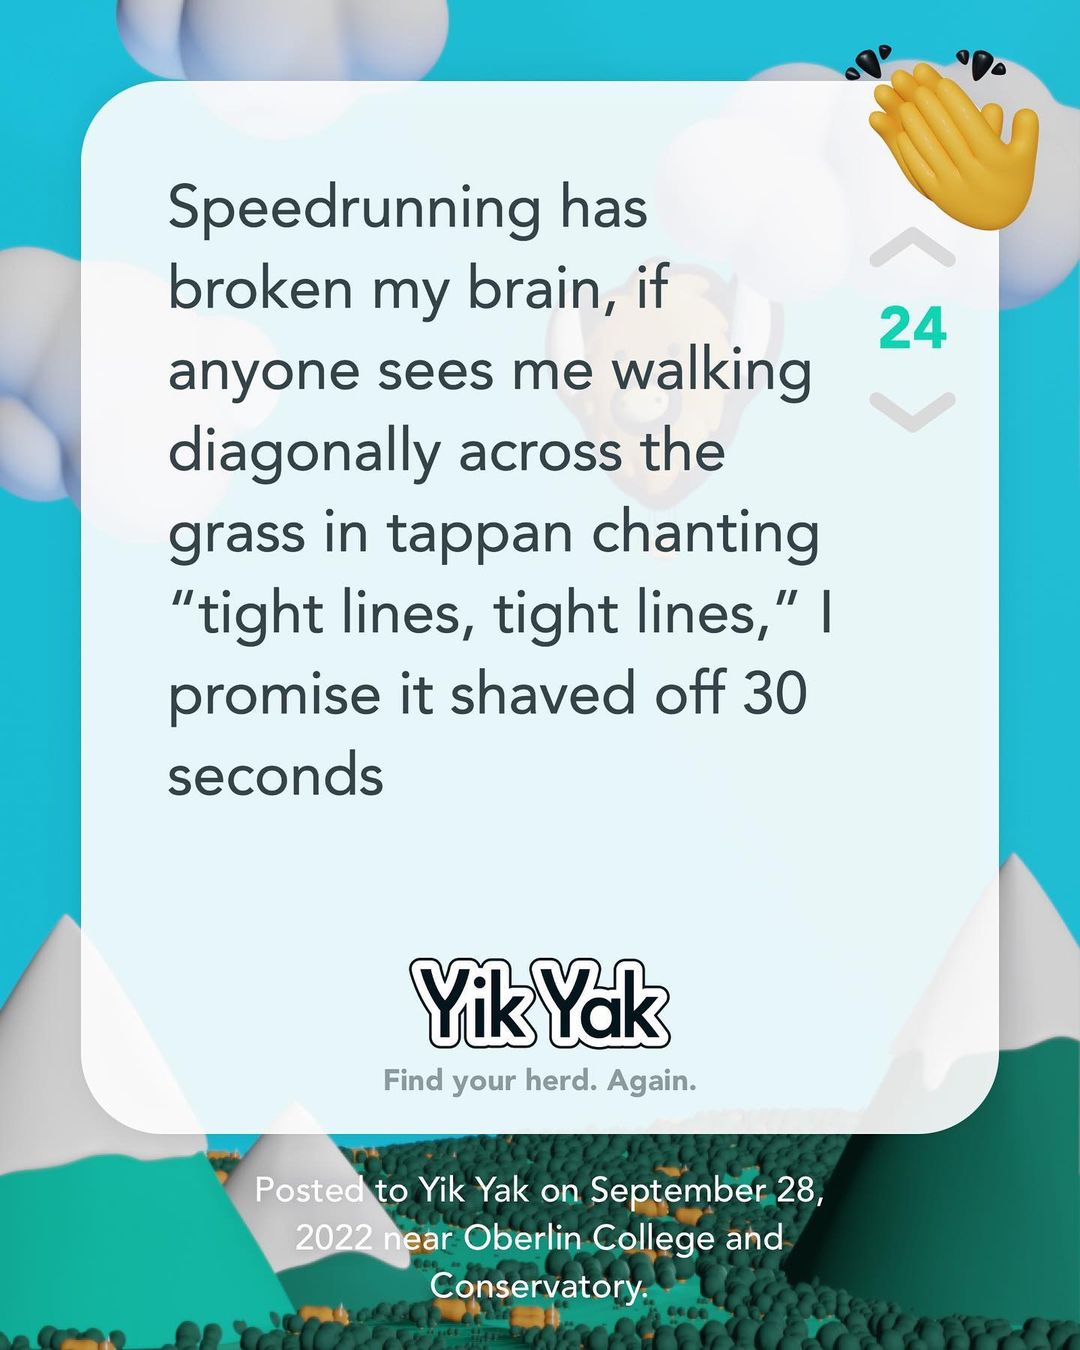 Speedrunning has
broken my brain, if
anyone sees me walking
diagonally across the
grass in tappan chanting
“tight lines, tight lines,” I
promise it shaved off 30
seconds
24
Yik Yak
Find your herd. Again.
Posted to Yik Yak on September 28,
2022 near Oberlin College and
Conservatory.